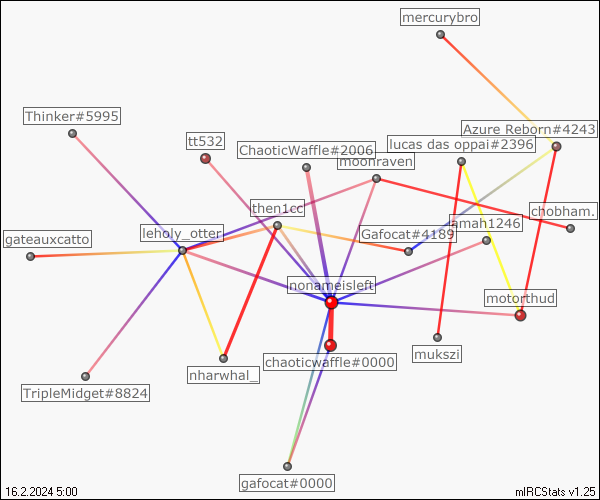 mercurybro
Thinker#5995
Azure Reborn#4243
tt532
lucas das oppai#2396
ChaoticWaffle#2006
moonraven
then1cc
chobham.
lamah1246
leholy_otter
Gafocat#4189
gateauxcatto
nonameisleft
motorthud
mukszi
chaoticwaffle#0000
nharwhal_
TripleMidget#8824
gafocat#0000
16.2.2024 5:00
mIRCStats v1.25